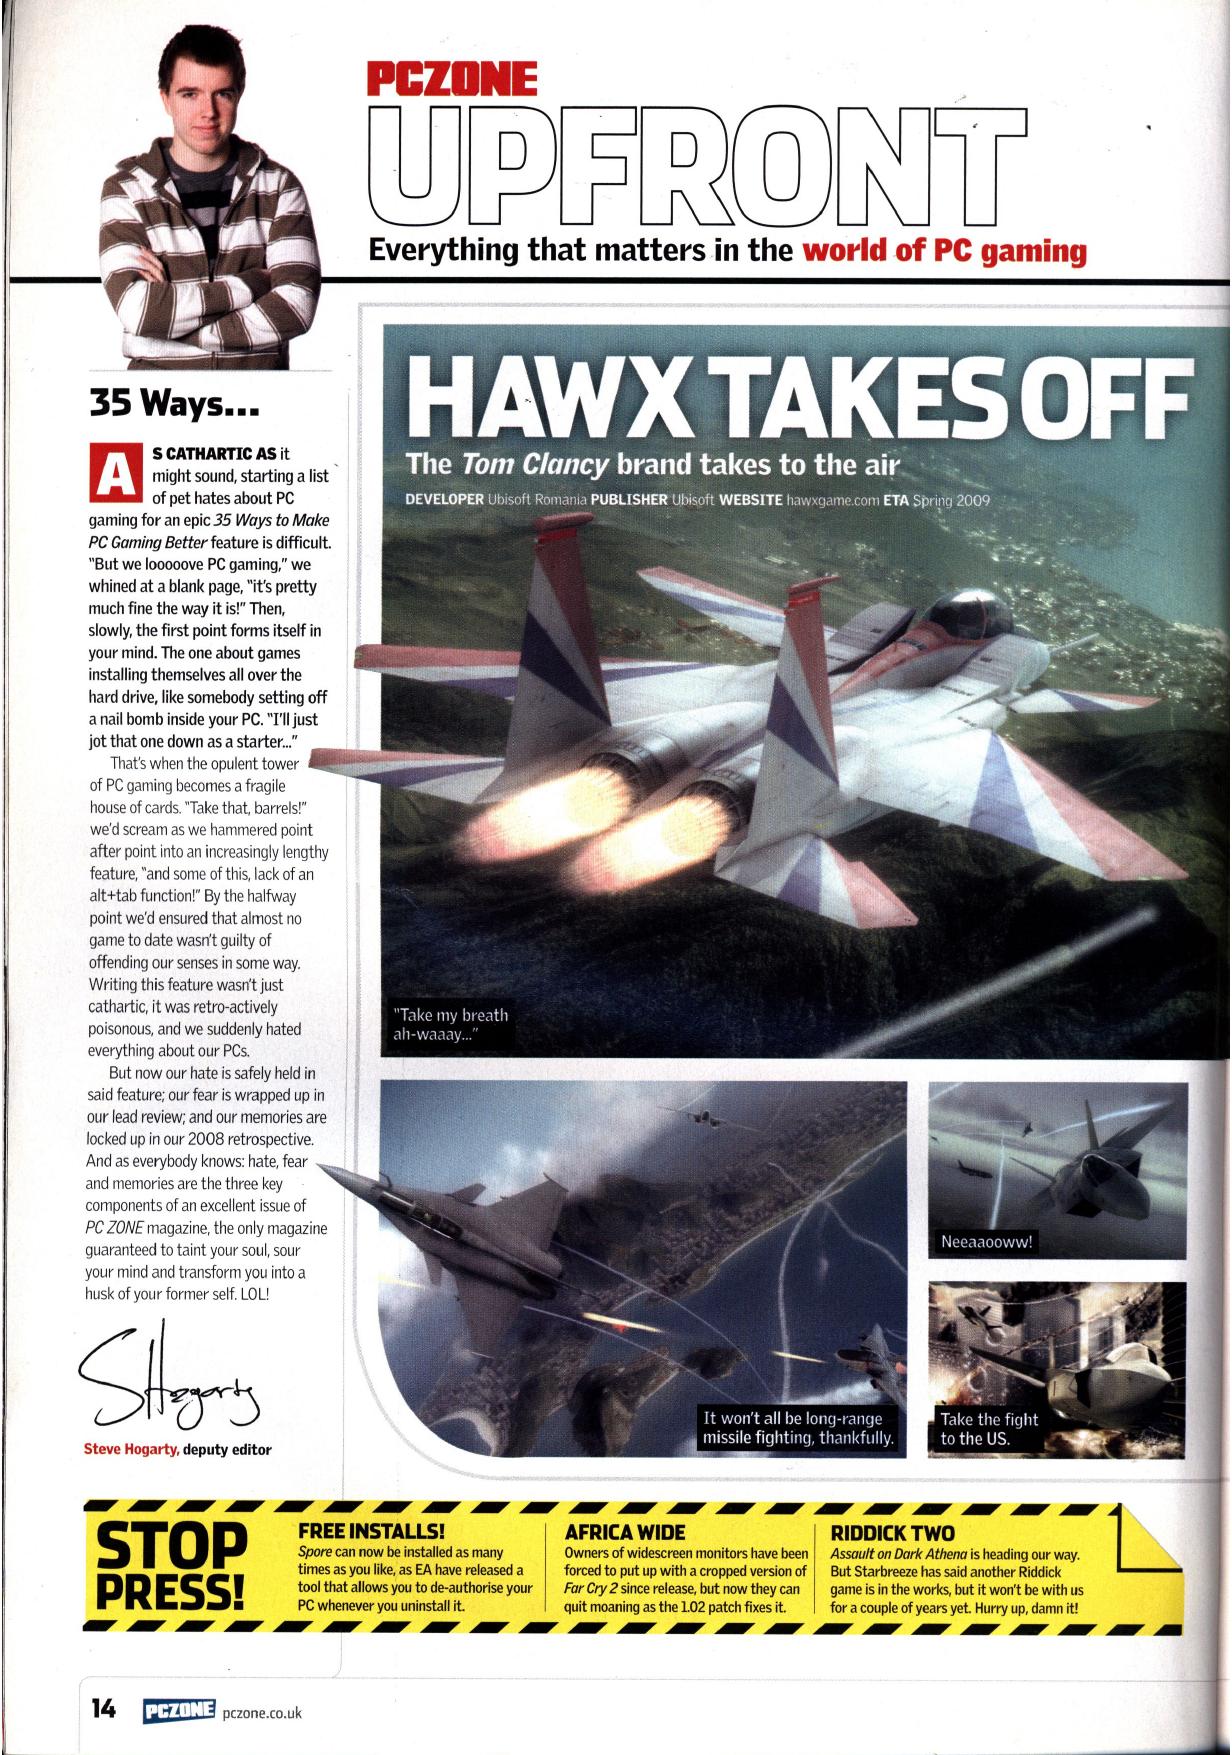 PCZONE
UPFRONT
Everything that matters in the world of PC gaming
35 Ways...
AS CATHARTIC AS it
might sound, starting a list
of pet hates about PC
gaming for an epic 35 Ways to Make
PC Gaming Better feature is difficult.
"But we looooove PC gaming," we
whined at a blank page, "it's pretty
much fine the way it is!" Then,
slowly, the first point forms itself in
your mind. The one about games
installing themselves all over the
hard drive, like somebody setting off
a nail bomb inside your PC. "I'll just
jot that one down as a starter..."
That's when the opulent tower
of PC gaming becomes a fragile
house of cards. "Take that, barrels!"
we'd scream as we hammered point
after point into an increasingly lengthy
feature, "and some of this, lack of an
alt+tab function!" By the halfway
point we'd ensured that almost no
game to date wasn't guilty of
offending our senses in some way.
Writing this feature wasn't just
cathartic, it was retro-actively
poisonous, and we suddenly hated
everything about our PCs.
But now our hate is safely held in
said feature; our fear is wrapped up in
our lead review; and our memories are
locked up in our 2008 retrospective.
And as everybody knows: hate, fear
and memories are the three key
components of an excellent issue of
PC ZONE magazine, the only magazine
guaranteed to taint your soul, sour
your mind and transform you into a
husk of your former self. LOL!
SHogarty
Steve Hogarty, deputy editor
HAWX TAKES OFF
The Tom Clancy brand takes to the air
DEVELOPER Ubisoft Romania PUBLISHER Ubisoft WEBSITE hawxgame.com ETA Spring 2009
"Take my breath
ah-waaay..."
It won't all be long-range
missile fighting, thankfully.
Neeaaooww!
Take the fight
to the US.
STOP
PRESS!
FREE INSTALLS!
Spore can now be installed as many
times as you like, as EA have released a
tool that allows you to de-authorise your
PC whenever you uninstall it.
AFRICA WIDE
Owners of widescreen monitors have been
forced to put up with a cropped version of
Far Cry 2 since release, but now they can
quit moaning as the 1.02 patch fixes it.
RIDDICK TWO
Assault on Dark Athena is heading our way.
But Starbreeze has said another Riddick
game is in the works, but it won't be with us
for a couple of years yet. Hurry up, damn it!
14 PCZONE pczone.co.uk